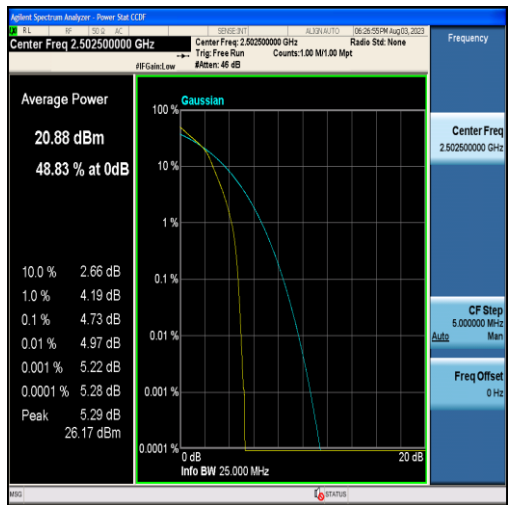 Agilent Spectrum Analyzer - Power Stat CCDF
RL RF 50 Ω AC SENSE:INT ALIGN AUTO 06:26:55 PM Aug 03, 2023
Center Freq 2.502500000 GHz
Center Freq: 2.502500000 GHz Radio Std: None
Trig: Free Run Counts:1.00 M/1.00 Mpt
#IFGain:Low #Atten: 46 dB
Frequency
Average Power
20.88 dBm
48.83 % at 0dB
10.0 % 2.66 dB
1.0 % 4.19 dB
0.1 % 4.73 dB
0.01 % 4.97 dB
0.001 % 5.22 dB
0.0001 % 5.28 dB
Peak 5.29 dB
26.17 dBm
Gaussian
100 %
10 %
1 %
0.1 %
0.01 %
0.001 %
0.0001 %
0 dB 20 dB
Info BW 25.000 MHz
Center Freq
2.502500000 GHz
CF Step
5.000000 MHz
Auto Man
Freq Offset
0 Hz
MSG STATUS